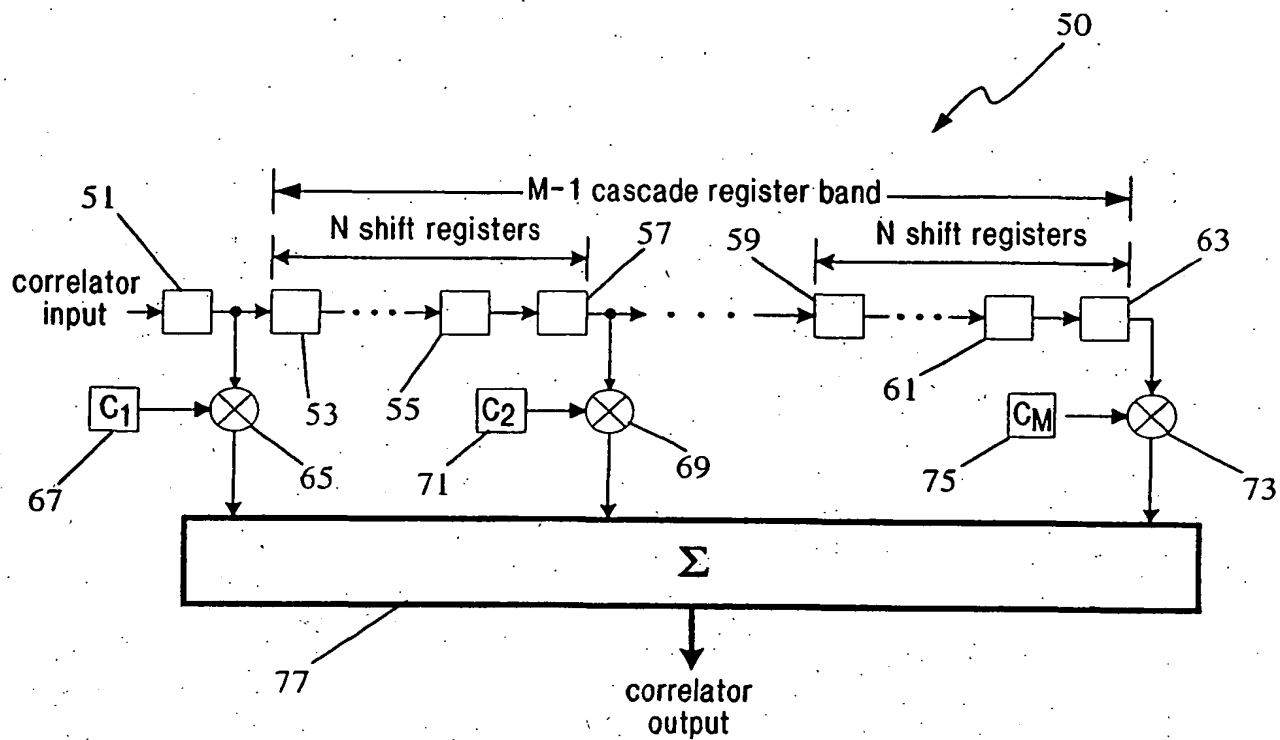 50
M-1 cascade register band
51
N shift registers
57
59
N shift registers
63
correlator
input
53
55
61
C1
C2
CM
67
65
71
69
75
73
Σ
77
correlator
output